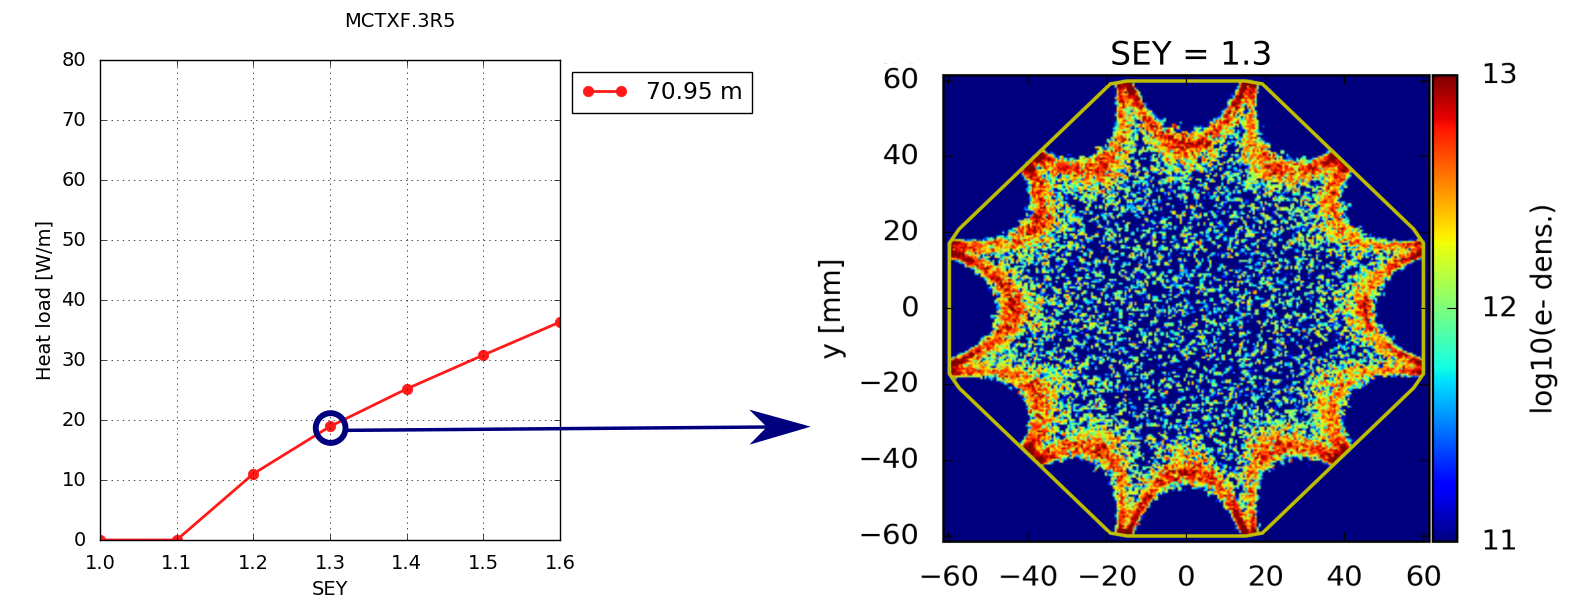 MCTXF.3R5
80
70
60
50
40
30
20
10
0
Heat load [W/m]
1.0 1.1 1.2 1.3 1.4 1.5 1.6
SEY
70.95 m
SEY = 1.3
60
40
20
0
−20
−40
−60
y [mm]
−60 −40 −20 0 20 40 60
13
12
11
log10(e- dens.)